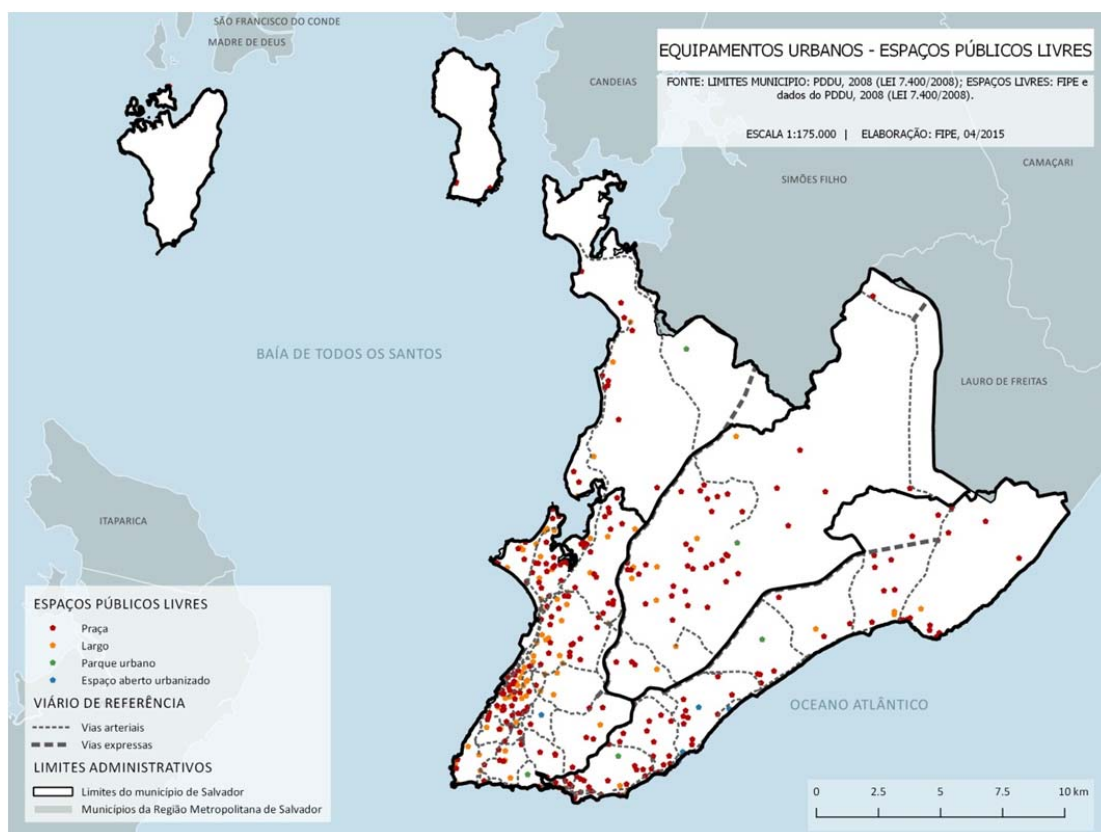 SÃO FRANCISCO DO CONDE
MADRE DE DEUS
EQUIPAMENTOS URBANOS - ESPAÇOS PÚBLICOS LIVRES
FONTE: LIMITES MUNICIPIO: PDDU, 2008 (LEI 7.400/2008); ESPAÇOS LIVRES: FIPE e
dados do PDDU, 2008 (LEI 7.400/2008).
ESCALA 1:175.000 | ELABORAÇÃO: FIPE, 04/2015
CANDEIAS
CAMAÇARI
SIMÕES FILHO
BAÍA DE TODOS OS SANTOS
LAURO DE FREITAS
ITAPARICA
OCEANO ATLÂNTICO
ESPAÇOS PÚBLICOS LIVRES
Praça
Largo
Parque urbano
Espaço aberto urbanizado
VIÁRIO DE REFERÊNCIA
Vias arteriais
Vias expressas
LIMITES ADMINISTRATIVOS
Limites do município de Salvador
Municípios da Região Metropolitana de Salvador
0 2.5 5 7.5 10 km